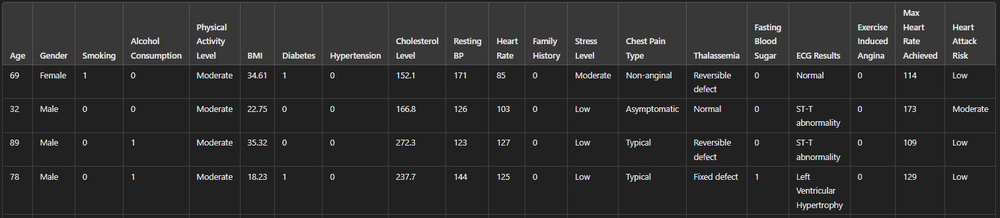 Age Gender Smoking Alcohol Consumption Physical Activity Level BMI Diabetes Hypertension Cholesterol Level Resting BP Heart Rate Family History Stress Level Chest Pain Type Thalassemia Fasting Blood Sugar ECG Results Exercise Induced Angina Max Heart Rate Achieved Heart Attack Risk
69 Female 1 0 Moderate 34.61 1 0 152.1 171 85 0 Moderate Non-anginal Reversible defect 0 Normal 0 114 Low
32 Male 0 0 Moderate 22.75 0 0 166.8 126 103 0 Low Asymptomatic Normal 0 ST-T abnormality 0 173 Moderate
89 Male 0 1 Moderate 35.32 0 0 272.3 123 127 0 Low Typical Reversible defect 0 ST-T abnormality 0 109 Low
78 Male 0 1 Moderate 18.23 1 0 237.7 144 125 0 Low Typical Fixed defect 1 Left Ventricular Hypertrophy 0 129 Low